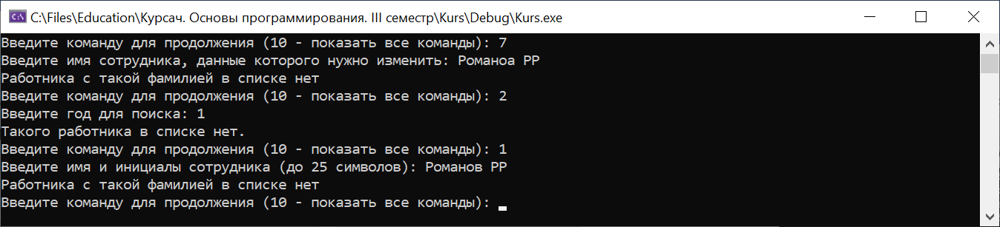 C:\Files\Education\Курсач. Основы программирования. III семестр\Kurs\Debug\Kurs.exe
Введите команду для продолжения (10 - показать все команды): 7
Введите имя сотрудника, данные которого нужно изменить: Романоа РР
Работника с такой фамилией в списке нет
Введите команду для продолжения (10 - показать все команды): 2
Введите год для поиска: 1
Такого работника в списке нет.
Введите команду для продолжения (10 - показать все команды): 1
Введите имя и инициалы сотрудника (до 25 символов): Романов РР
Работника с такой фамилией в списке нет
Введите команду для продолжения (10 - показать все команды):